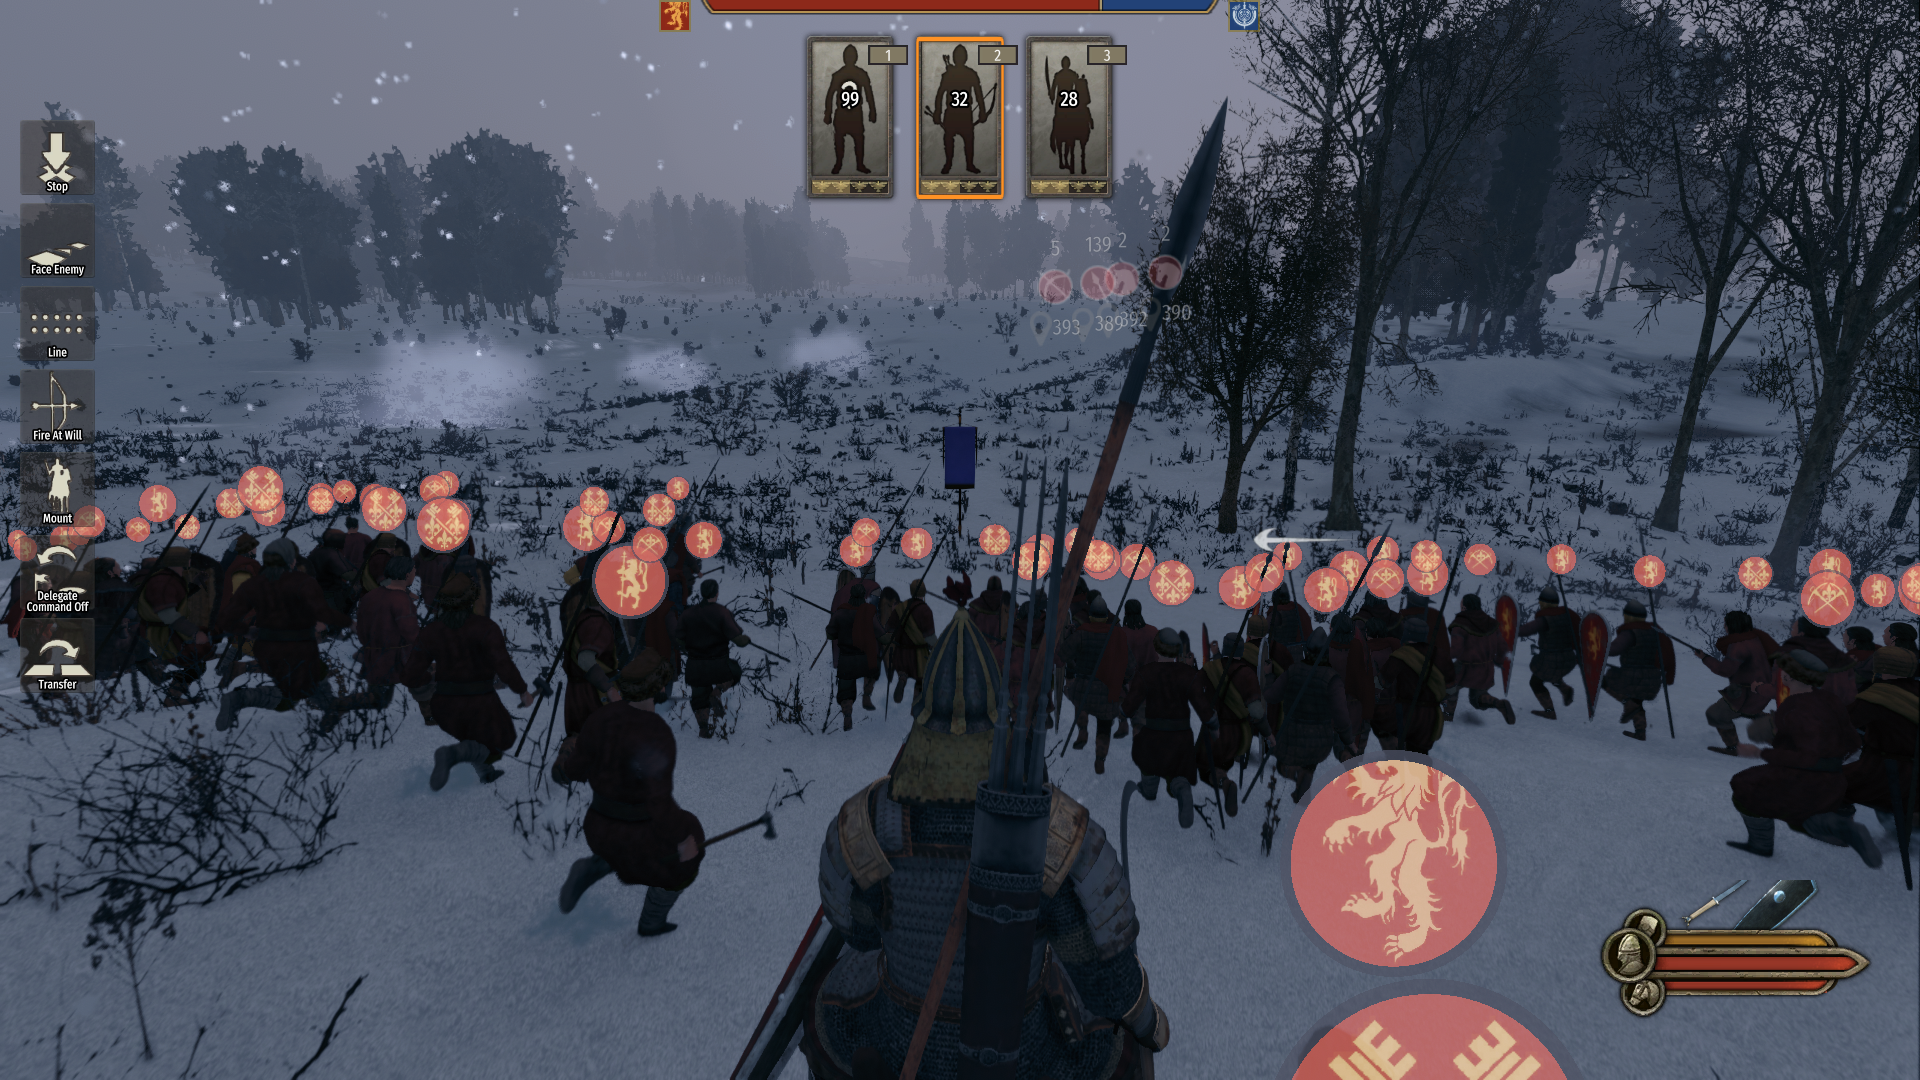 1
2
3
99
32
28
Stop
Face Enemy
Line
Fire At Will
Mount
Delegate
Command Off
Transfer
5
139
2
2
393
389
392
390